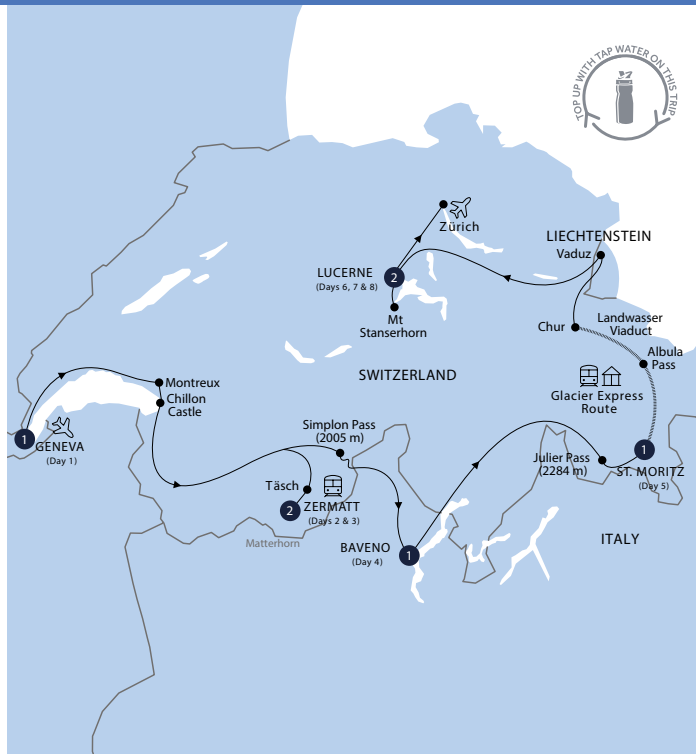 TOP UP WITH TAP WATER ON THIS TRIP
Zürich
LIECHTENSTEIN
Vaduz
LUCERNE
2
(Days 6, 7 & 8)
Mt
Stanserhorn
Landwasser
Viaduct
Chur
Albula
Pass
SWITZERLAND
Glacier Express
Route
Montreux
Chillon
Castle
1
GENEVA
(Day 1)
Simplon Pass
(2005 m)
Julier Pass
(2284 m)
1
ST. MORITZ
(Day 5)
Täsch
2
ZERMATT
(Days 2 & 3)
Matterhorn
BAVENO
(Day 4)
1
ITALY